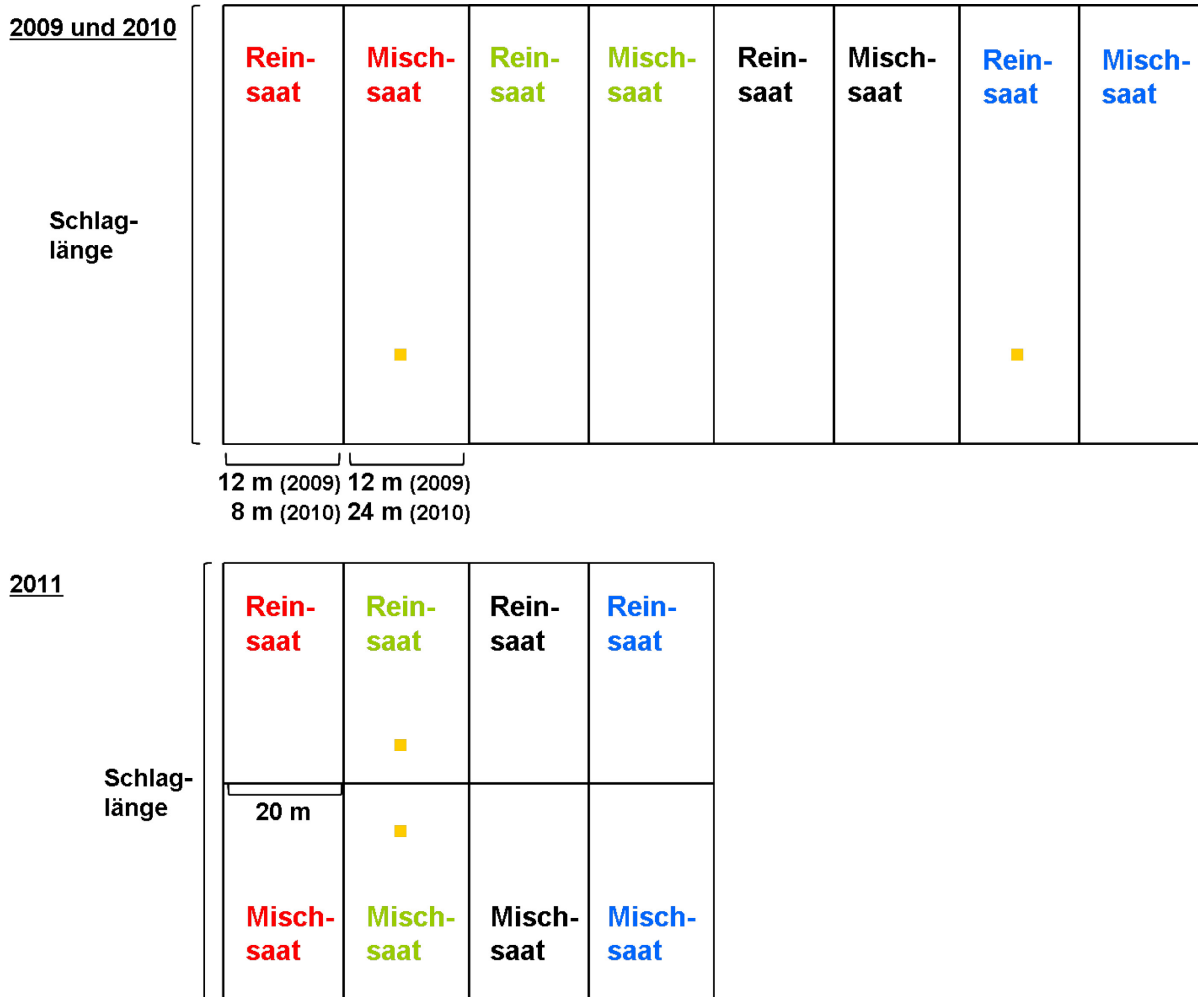 2009 und 2010
Rein- Misch- Rein- Misch- Rein- Misch- Rein- Misch-
saat saat saat saat saat saat saat saat
Schlag-
länge
12 m (2009) 12 m (2009)
8 m (2010) 24 m (2010)
2011
Rein- Rein- Rein- Rein-
saat saat saat saat
Schlag-
länge
20 m
Misch- Misch- Misch- Misch-
saat saat saat saat